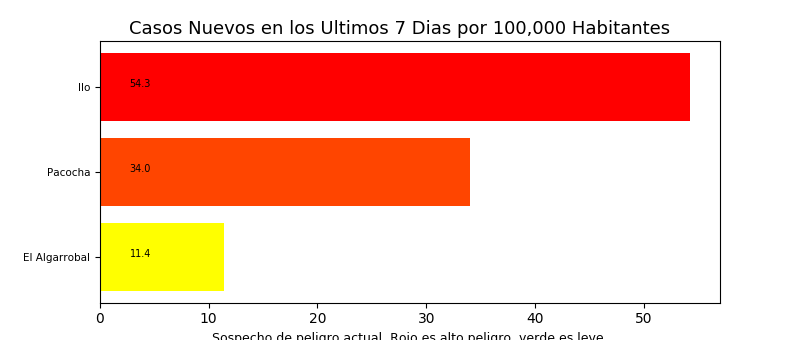 Casos Nuevos en los Ultimos 7 Dias por 100,000 Habitantes
Ilo
54.3
Pacocha
34.0
El Algarrobal
11.4
0 10 20 30 40 50
Sospecho de peligro actual. Rojo es alto peligro, verde es leve